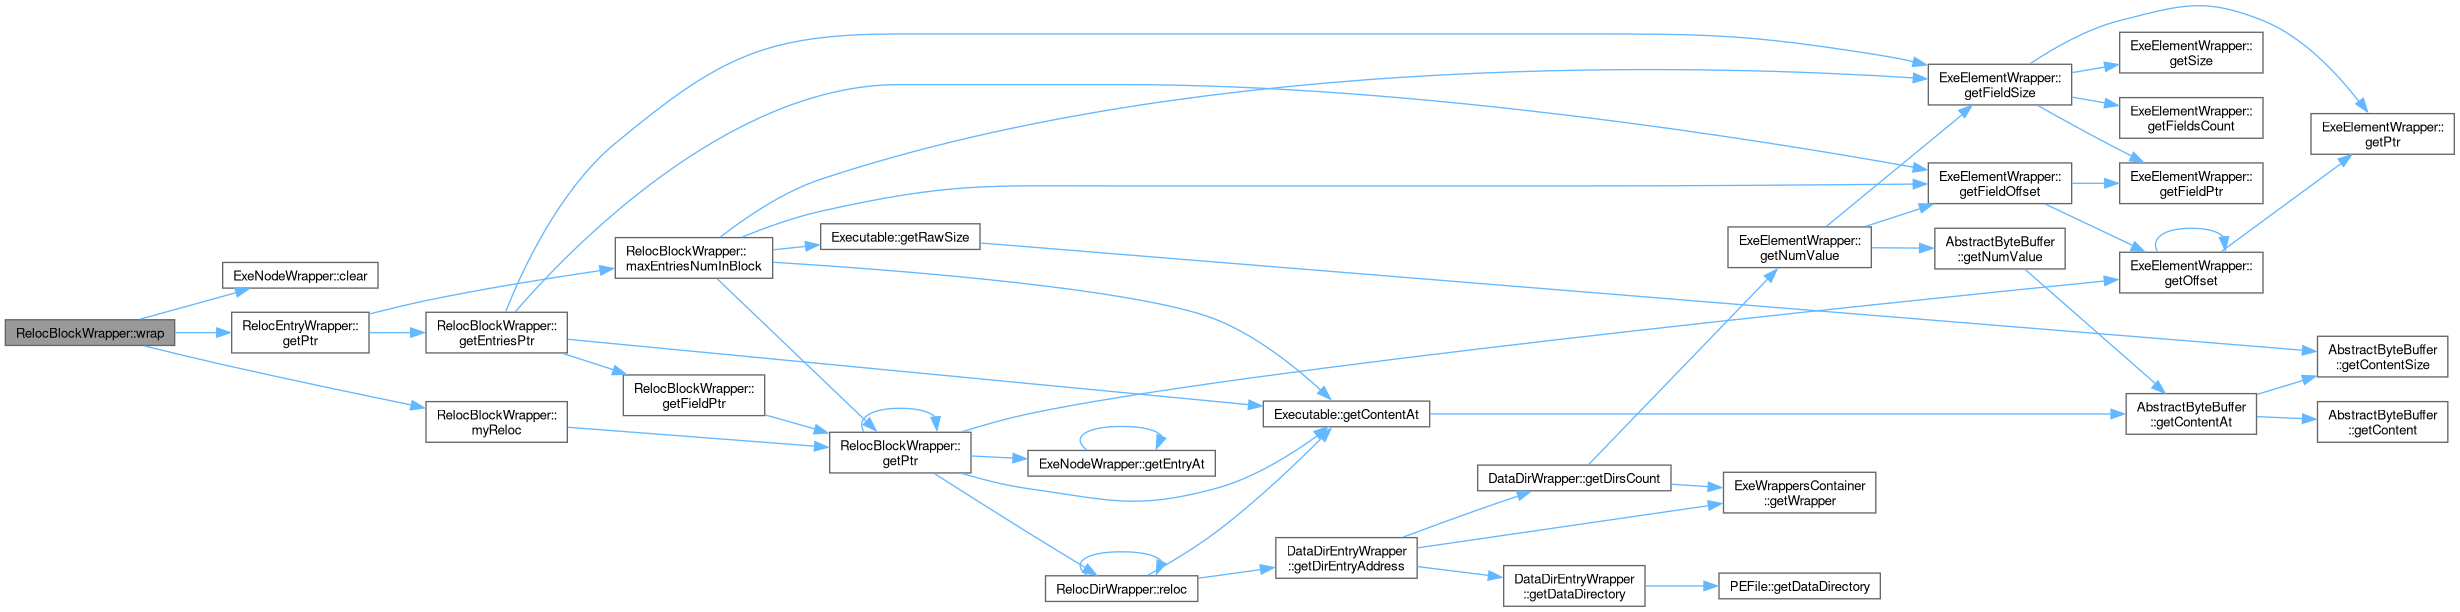 RelocBlockWrapper::wrap
ExeNodeWrapper::clear
RelocEntryWrapper::
getPtr
RelocBlockWrapper::
getEntriesPtr
RelocBlockWrapper::
myReloc
RelocBlockWrapper::
maxEntriesNumInBlock
RelocBlockWrapper::
getFieldPtr
Executable::getRawSize
RelocBlockWrapper::
getPtr
ExeNodeWrapper::getEntryAt
RelocDirWrapper::reloc
Executable::getContentAt
DataDirEntryWrapper
::getDirEntryAddress
DataDirWrapper::getDirsCount
DataDirEntryWrapper
::getDataDirectory
ExeElementWrapper::
getNumValue
ExeWrappersContainer
::getWrapper
PEFile::getDataDirectory
ExeElementWrapper::
getFieldSize
ExeElementWrapper::
getFieldOffset
AbstractByteBuffer
::getNumValue
ExeElementWrapper::
getSize
ExeElementWrapper::
getFieldsCount
ExeElementWrapper::
getFieldPtr
ExeElementWrapper::
getOffset
AbstractByteBuffer
::getContentAt
ExeElementWrapper::
getPtr
AbstractByteBuffer
::getContentSize
AbstractByteBuffer
::getContent